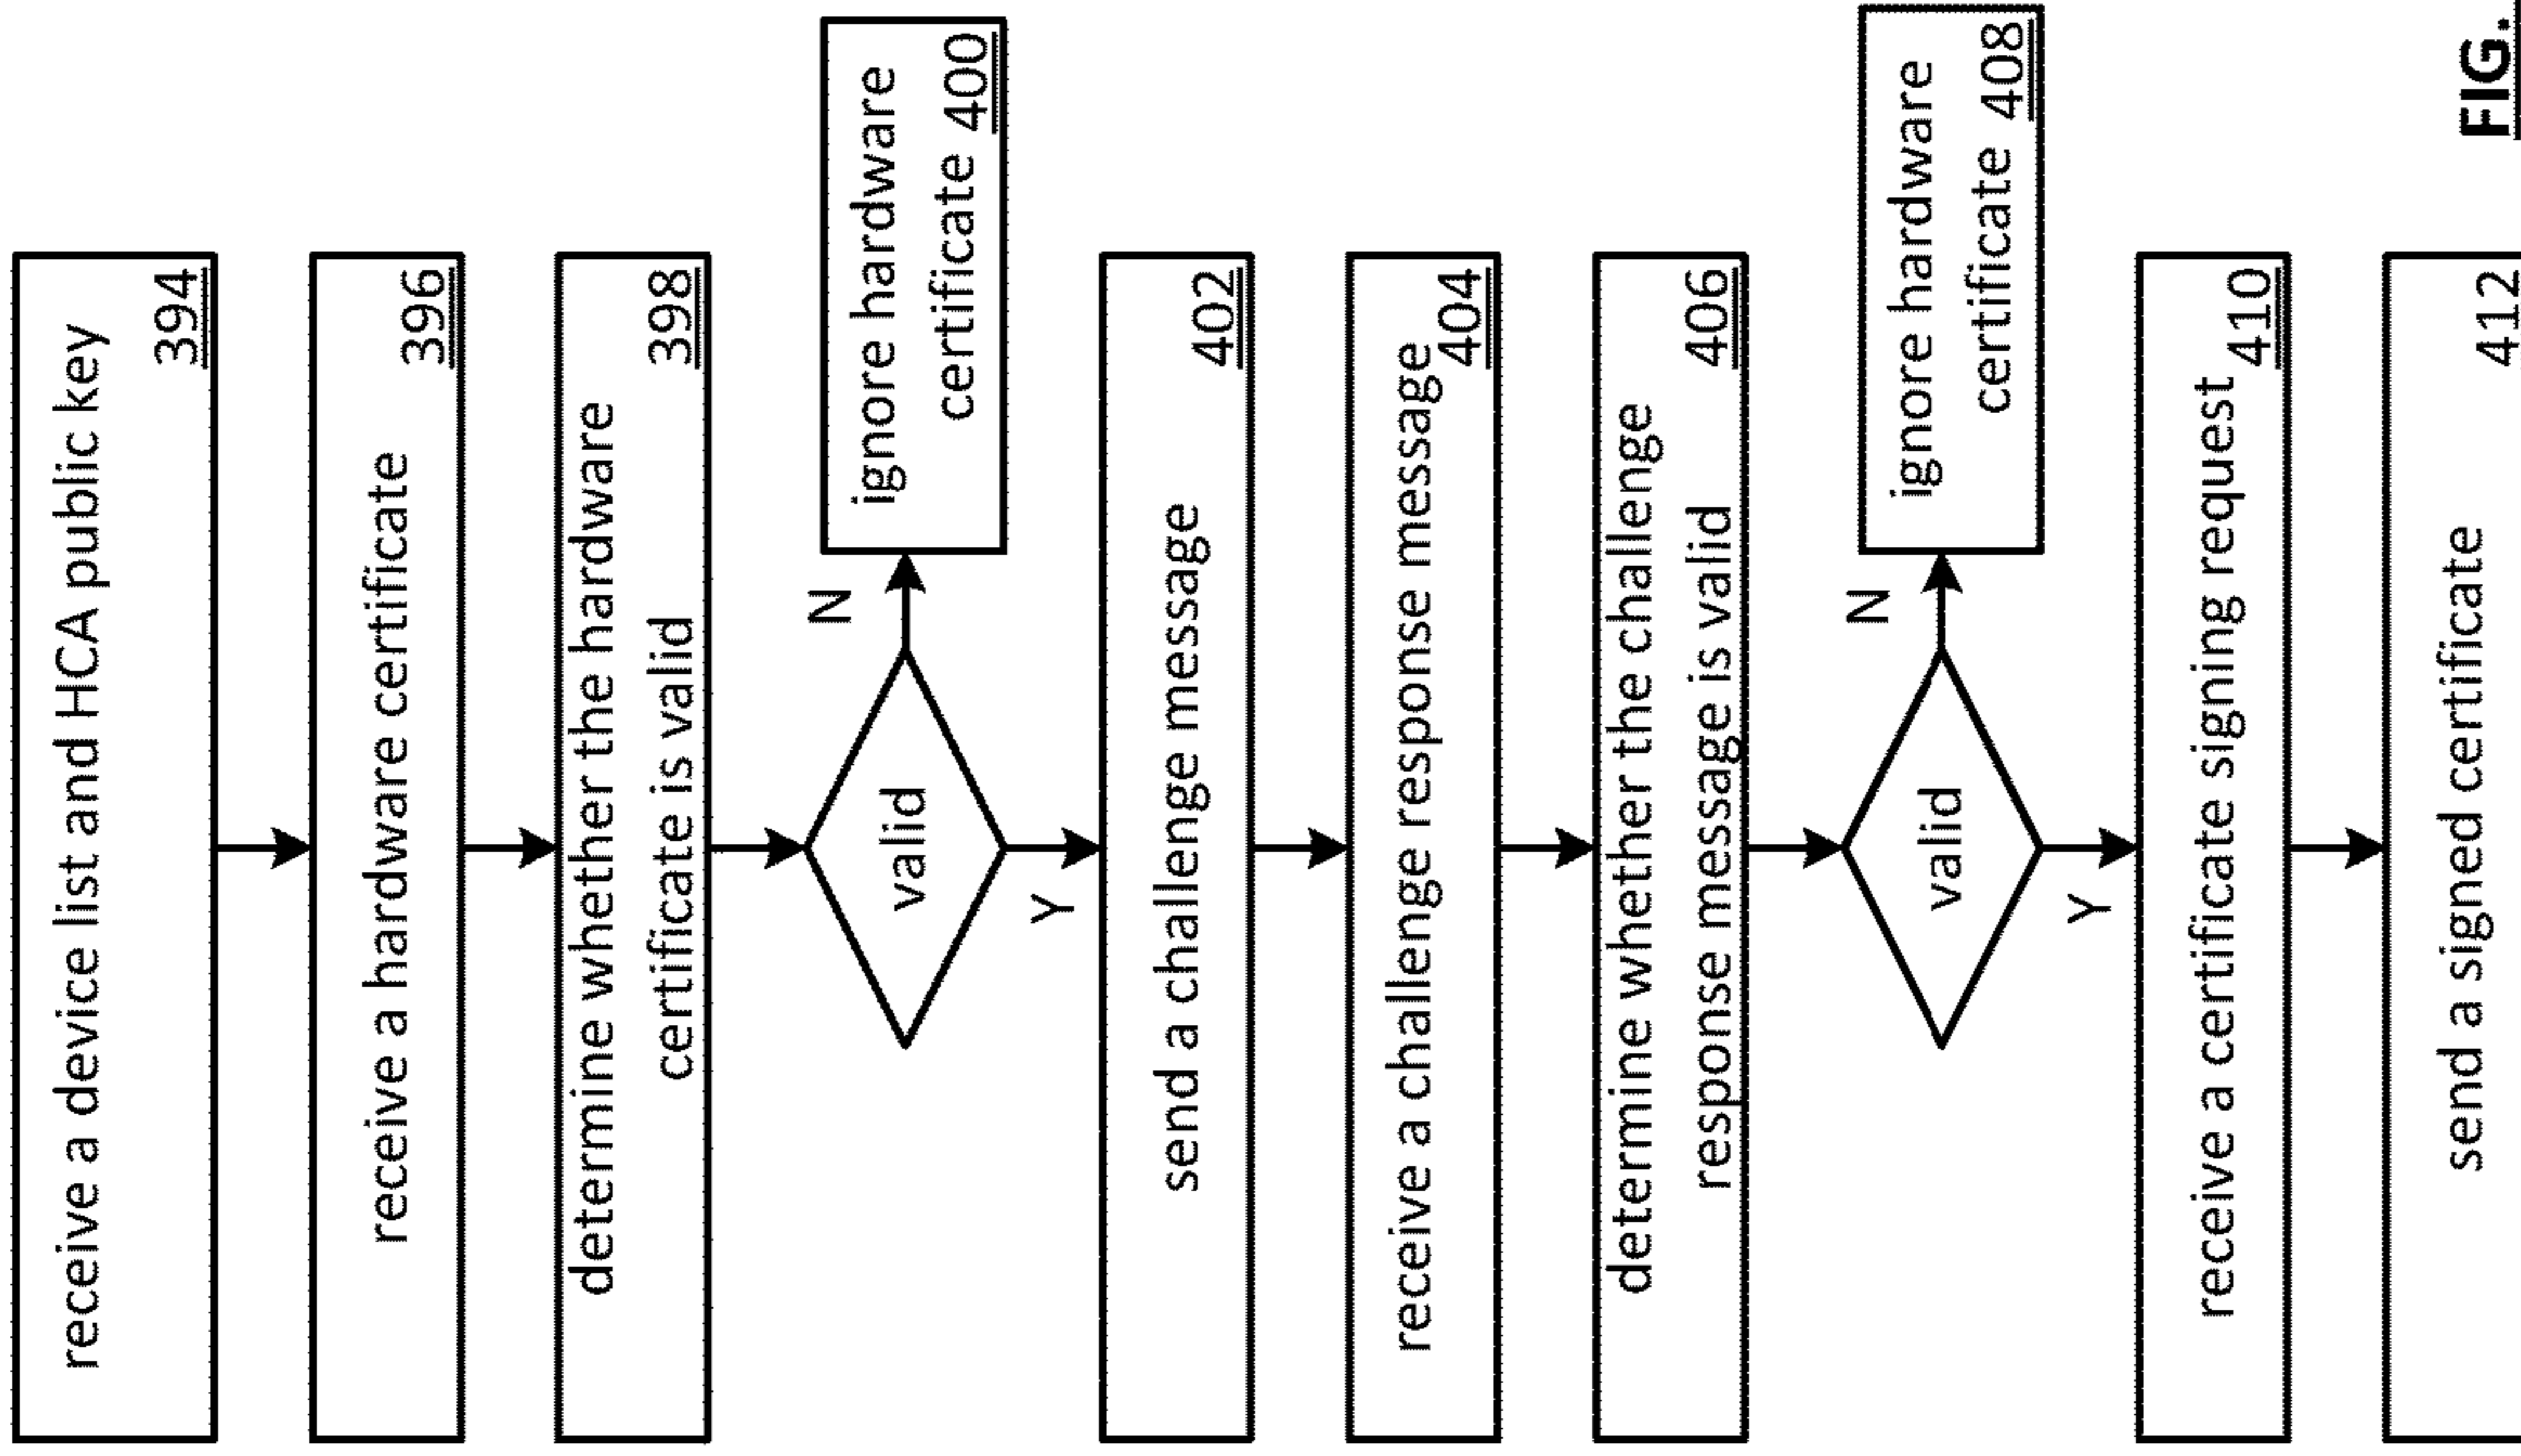 receive a device list and HCA public key
394
receive a hardware certificate
396
determine whether the hardware
certificate is valid
398
valid
N
ignore hardware
certificate 400
Y
send a challenge message
402
receive a challenge response message
404
determine whether the challenge
response message is valid
406
valid
N
ignore hardware
certificate 408
Y
receive a certificate signing request
410
send a signed certificate
412
FIG.